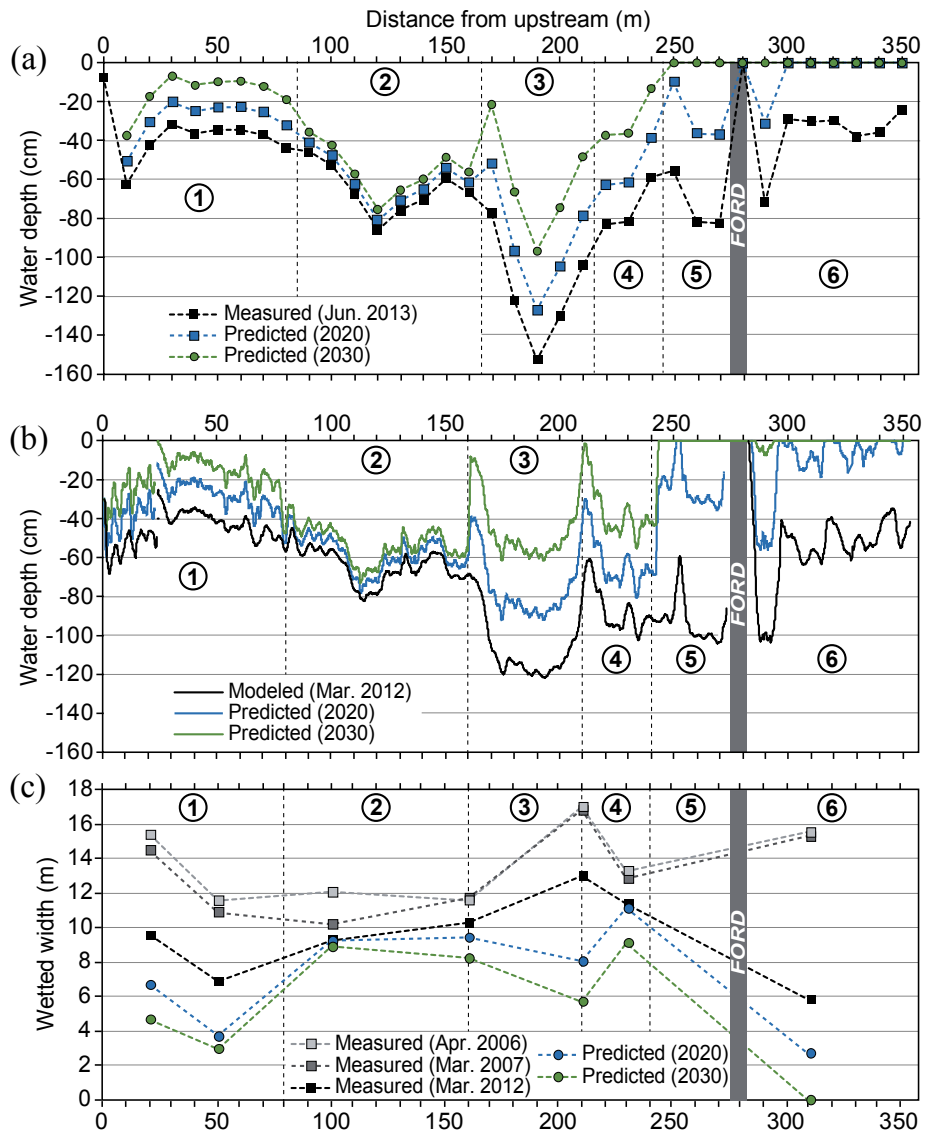 Distance from upstream (m)
(a)
0 50 100 150 200 250 300 350
0
-20
-40
-60
-80
-100
-120
-140
-160
Water depth (cm)
1
2
3
4
5
6
FORD
Measured (Jun. 2013)
Predicted (2020)
Predicted (2030)
(b)
0 50 100 150 200 250 300 350
0
-20
-40
-60
-80
-100
-120
-140
-160
Water depth (cm)
1
2
3
4
5
6
FORD
Modeled (Mar. 2012)
Predicted (2020)
Predicted (2030)
(c)
18
16
14
12
10
8
6
4
2
0
Wetted width (m)
1
2
3
4
5
6
FORD
Measured (Apr. 2006)
Measured (Mar. 2007)
Measured (Mar. 2012)
Predicted (2020)
Predicted (2030)
0 50 100 150 200 250 300 350